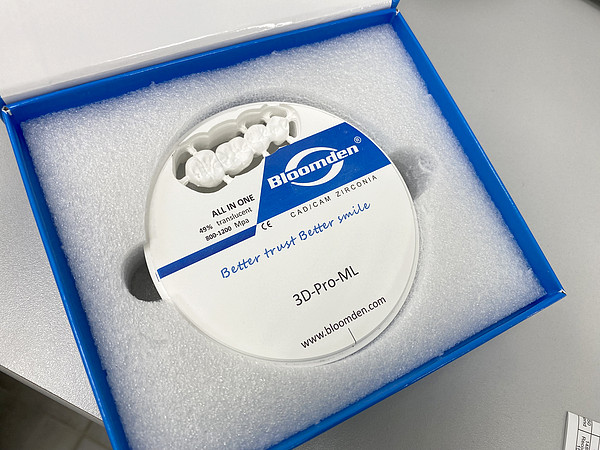 Bloomden®
CAD/CAM ZIRCONIA
ALL IN ONE
49% translucent
800-1200 Mpa
CE
Better trust Better smile
3D-Pro-ML
www.bloomden.com